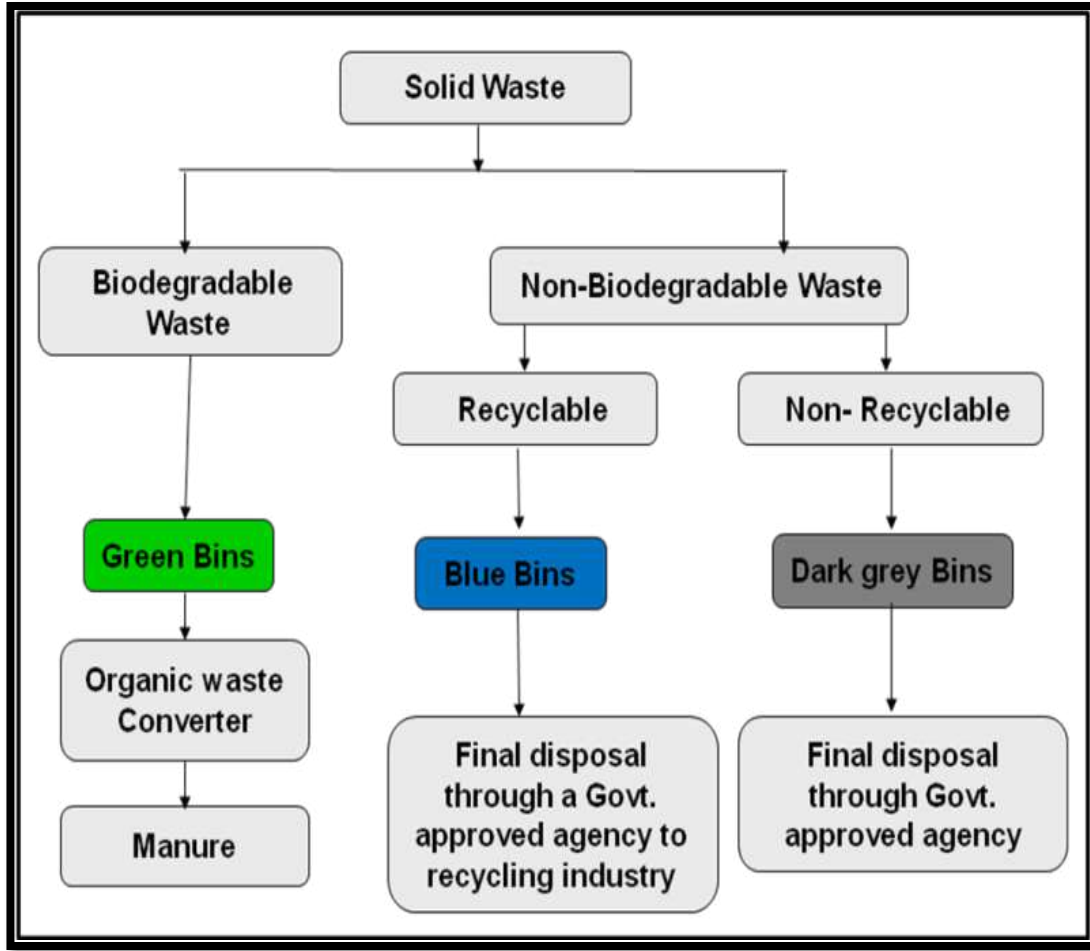 Solid Waste
Biodegradable
Waste
Non-Biodegradable Waste
Recyclable
Non- Recyclable
Green Bins
Blue Bins
Dark grey Bins
Organic waste
Converter
Manure
Final disposal
through a Govt.
approved agency to
recycling industry
Final disposal
through Govt.
approved agency